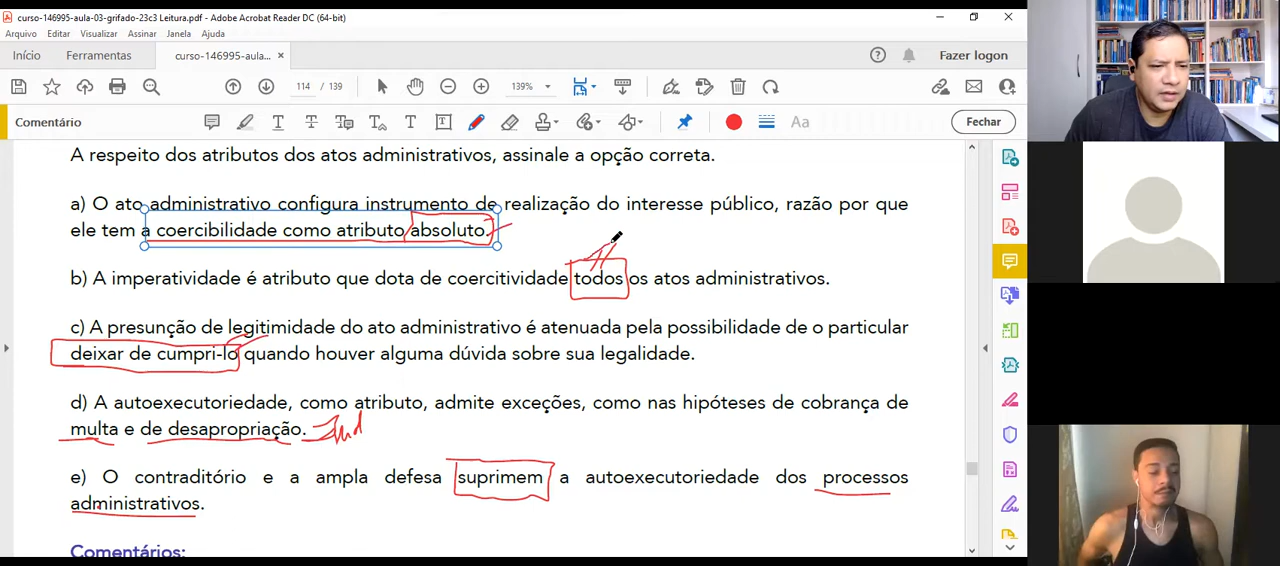 curso-146995-aula-03-grifado-23c3 Leitura.pdf - Adobe Acrobat Reader DC (64-bit)
Arquivo Editar Visualizar Assinar Janela Ajuda
Início Ferramentas curso-146995-aula... × Fazer logon
114 / 139 139%
Comentário Aa Fechar
A respeito dos atributos dos atos administrativos, assinale a opção correta.
a) O ato administrativo configura instrumento de realização do interesse público, razão por que
ele tem a coercibilidade como atributo absoluto.
b) A imperatividade é atributo que dota de coercitividade todos os atos administrativos.
c) A presunção de legitimidade do ato administrativo é atenuada pela possibilidade de o particular
deixar de cumpri-lo quando houver alguma dúvida sobre sua legalidade.
d) A autoexecutoriedade, como atributo, admite exceções, como nas hipóteses de cobrança de
multa e de desapropriação.
e) O contraditório e a ampla defesa suprimem a autoexecutoriedade dos processos
administrativos.
Comentários: